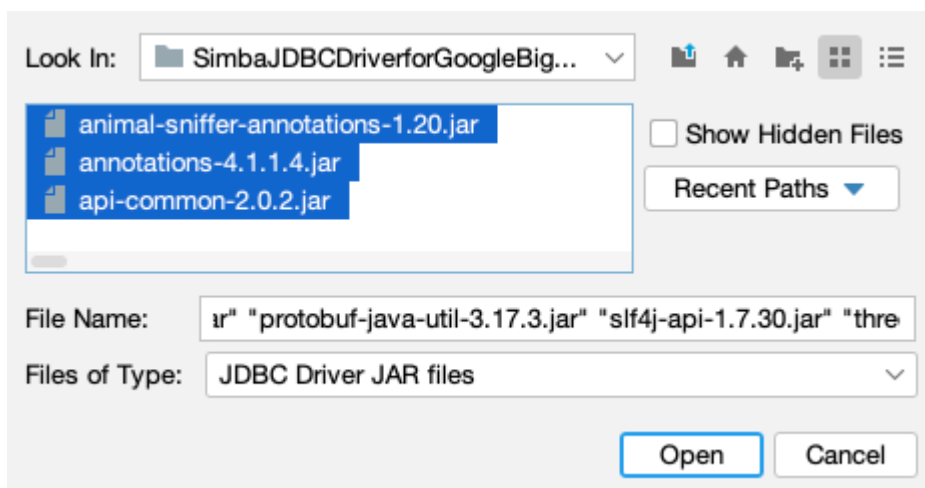 Look In: SimbaJDBCDriverforGoogleBig...
animal-sniffer-annotations-1.20.jar
annotations-4.1.1.4.jar
api-common-2.0.2.jar
Show Hidden Files
Recent Paths
File Name: ar" "protobuf-java-util-3.17.3.jar" "slf4j-api-1.7.30.jar" "thre
Files of Type: JDBC Driver JAR files
Open Cancel